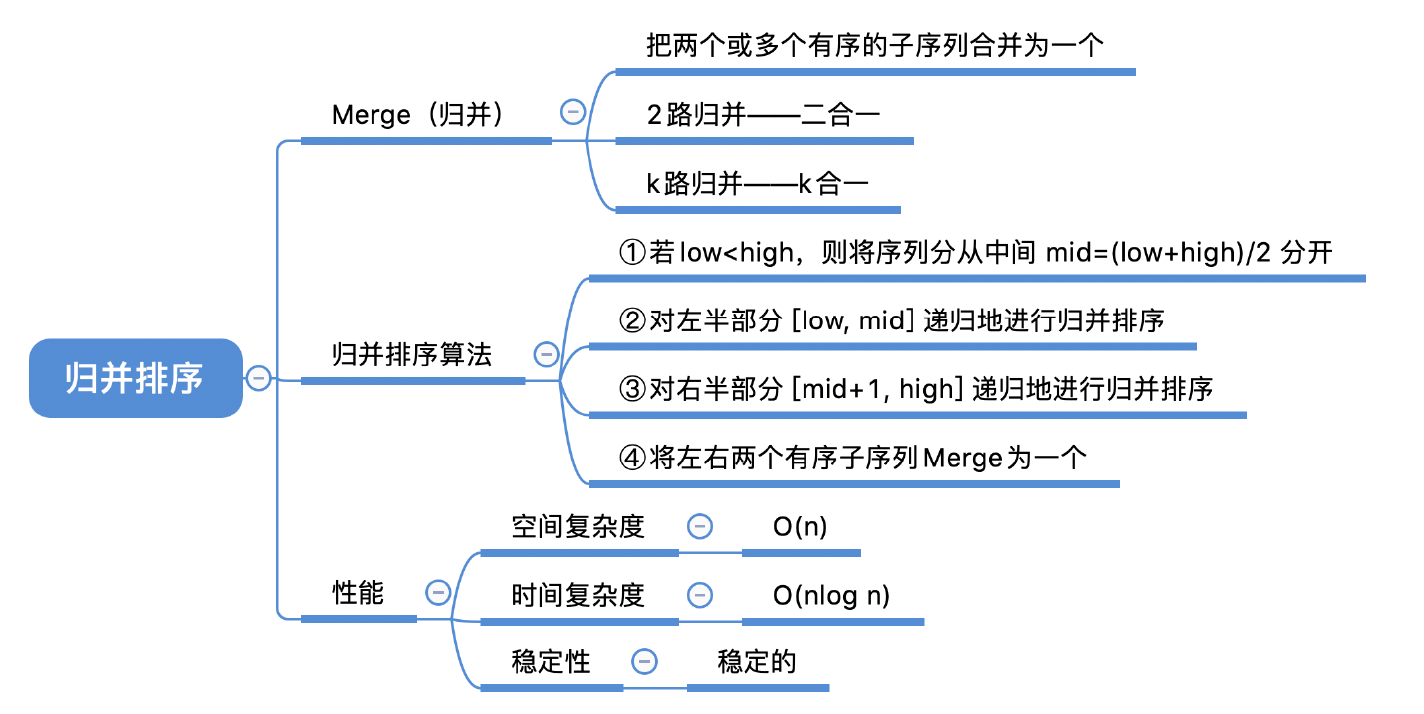 把两个或多个有序的子序列合并为一个
Merge（归并）
2路归并——二合一
k路归并——k合一
①若low<high，则将序列分从中间 mid=(low+high)/2 分开
②对左半部分 [low, mid] 递归地进行归并排序
归并排序算法
归并排序
③对右半部分 [mid+1, high] 递归地进行归并排序
④将左右两个有序子序列Merge为一个
空间复杂度
O(n)
性能
时间复杂度
O(nlog n)
稳定性
稳定的